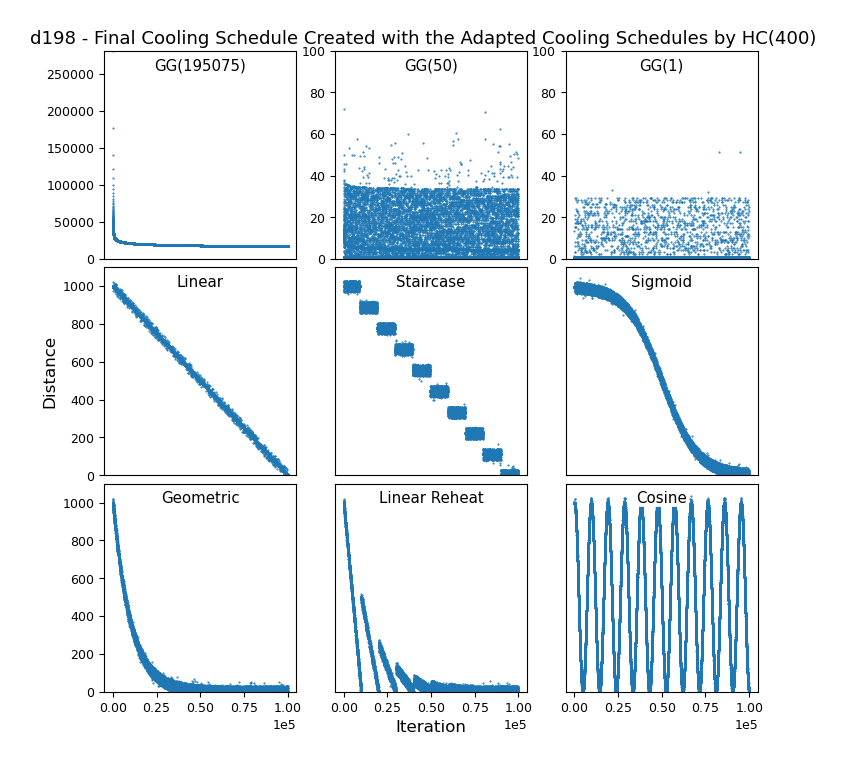 d198 - Final Cooling Schedule Created with the Adapted Cooling Schedules by HC(400)
GG(195075)
250000
200000
150000
100000
50000
0
GG(50)
100
80
60
40
20
0
GG(1)
100
80
60
40
20
0
Distance
Linear
1000
800
600
400
200
0
Staircase
Sigmoid
Geometric
1000
800
600
400
200
0
0.00 0.25 0.50 0.75 1.00
1e5
Linear Reheat
0.00 0.25 0.50 0.75 1.00
1e5
Cosine
0.00 0.25 0.50 0.75 1.00
1e5
Iteration